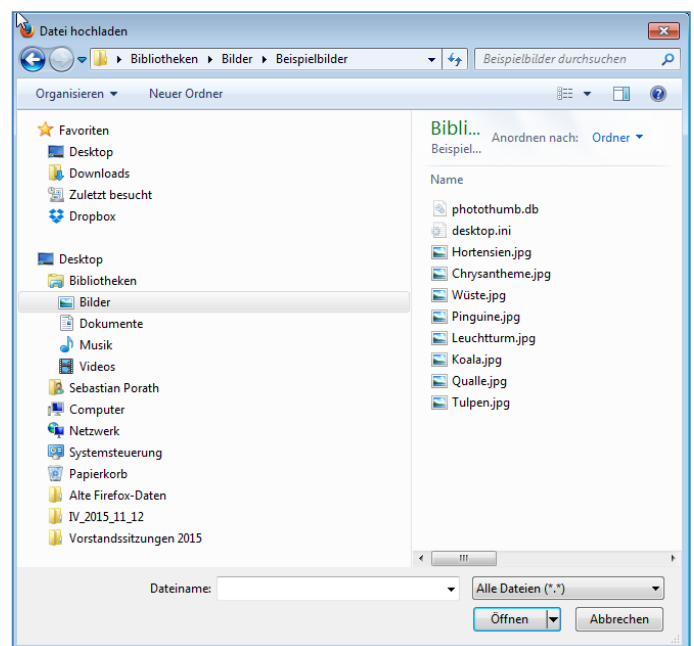 Datei hochladen
Bibliotheken Bilder Beispielbilder
Beispielbilder durchsuchen
Organisieren Neuer Ordner
Favoriten
Desktop
Downloads
Zuletzt besucht
Dropbox
Desktop
Bibliotheken
Bilder
Dokumente
Musik
Videos
Sebastian Porath
Computer
Netzwerk
Systemsteuerung
Papierkorb
Alte Firefox-Daten
IV_2015_11_12
Vorstandssitzungen 2015
Bibli...
Beispiel...
Anordnen nach: Ordner
Name
photothumb.db
desktop.ini
Hortensien.jpg
Chrysantheme.jpg
Wüste.jpg
Pinguine.jpg
Leuchtturm.jpg
Koala.jpg
Qualle.jpg
Tulpen.jpg
Dateiname:
Alle Dateien (*.*)
Öffnen Abbrechen